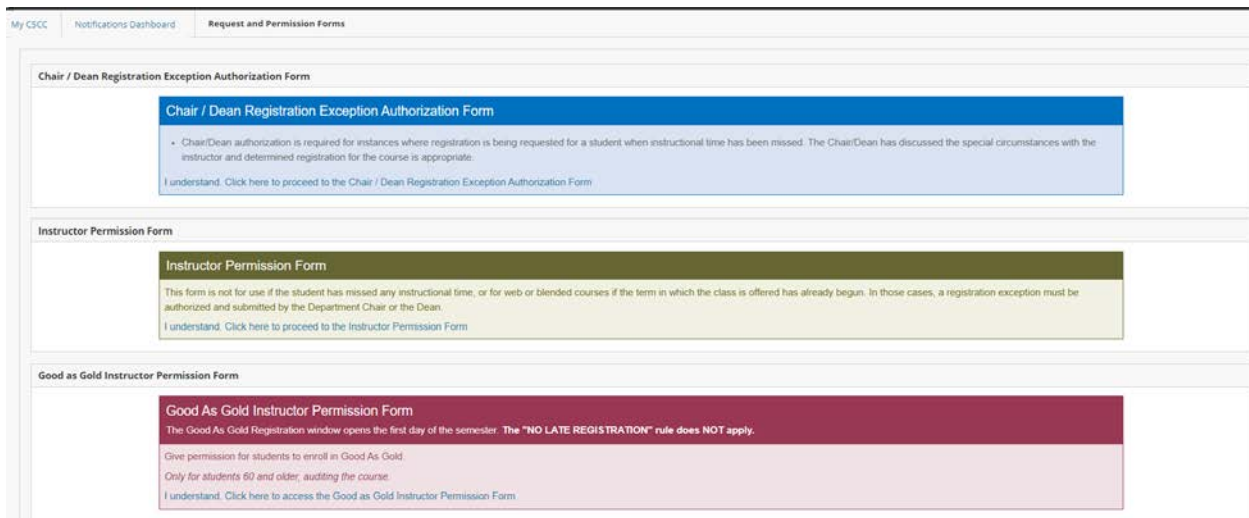 My CSCC Notifications Dashboard Request and Permission Forms
Chair / Dean Registration Exception Authorization Form
Chair / Dean Registration Exception Authorization Form
• Chair/Dean authorization is required for instances where registration is being requested for a student when instructional time has been missed. The Chair/Dean has discussed the special circumstances with the
instructor and determined registration for the course is appropriate.
I understand. Click here to proceed to the Chair / Dean Registration Exception Authorization Form
Instructor Permission Form
Instructor Permission Form
This form is not for use if the student has missed any instructional time, or for web or blended courses if the term in which the class is offered has already begun. In those cases, a registration exception must be
authorized and submitted by the Department Chair or the Dean.
I understand. Click here to proceed to the Instructor Permission Form
Good as Gold Instructor Permission Form
Good As Gold Instructor Permission Form
The Good As Gold Registration window opens the first day of the semester. The "NO LATE REGISTRATION" rule does NOT apply.
Give permission for students to enroll in Good As Gold.
Only for students 60 and older, auditing the course.
I understand. Click here to access the Good as Gold Instructor Permission Form